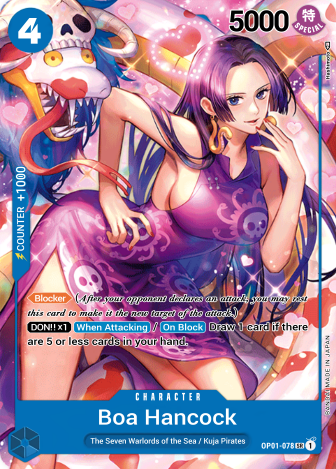 4
5000
特
SPECIAL
COUNTER +1000
Blocker (After your opponent declares an attack, you may rest
this card to make it the new target of the attack.)
DON!! x1 When Attacking / On Block Draw 1 card if there
are 5 or less cards in your hand.
CHARACTER
Boa Hancock
The Seven Warlords of the Sea / Kuja Pirates
OP01-078 SR 1